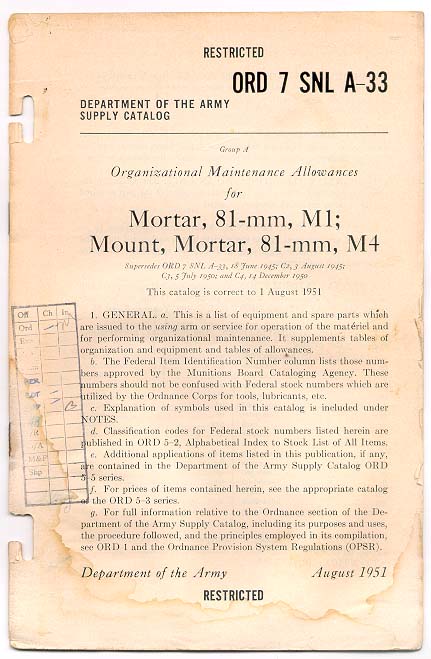 RESTRICTED
ORD 7 SNL A-33
DEPARTMENT OF THE ARMY
SUPPLY CATALOG
Group A
Organizational Maintenance Allowances
for
Mortar, 81-mm, M1;
Mount, Mortar, 81-mm, M4
Supersedes ORD 7 SNL A-33, 18 June 1945; C2, 3 August 1945;
C3, 5 July 1950; and C4, 14 December 1950
This catalog is correct to 1 August 1951
Off Ch In
Ord
Exe
M&P
Shp
1. GENERAL. a. This is a list of equipment and spare parts which
are issued to the using arm or service for operation of the matériel and
for performing organizational maintenance. It supplements tables of
organization and equipment and tables of allowances.
b. The Federal Item Identification Number column lists those num-
bers approved by the Munitions Board Cataloging Agency. These
numbers should not be confused with Federal stock numbers which are
utilized by the Ordnance Corps for tools, lubricants, etc.
c. Explanation of symbols used in this catalog is included under
NOTES.
d. Classification codes for Federal stock numbers listed herein are
published in ORD 5-2, Alphabetical Index to Stock List of All Items.
e. Additional applications of items listed in this publication, if any,
are contained in the Department of the Army Supply Catalog ORD
5-5 series.
f. For prices of items contained herein, see the appropriate catalog
of the ORD 5-3 series.
g. For full information relative to the Ordnance section of the De-
partment of the Army Supply Catalog, including its purposes and uses,
the procedure followed, and the principles employed in its compilation,
see ORD 1 and the Ordnance Provision System Regulations (OPSR).
Department of the Army August 1951
RESTRICTED